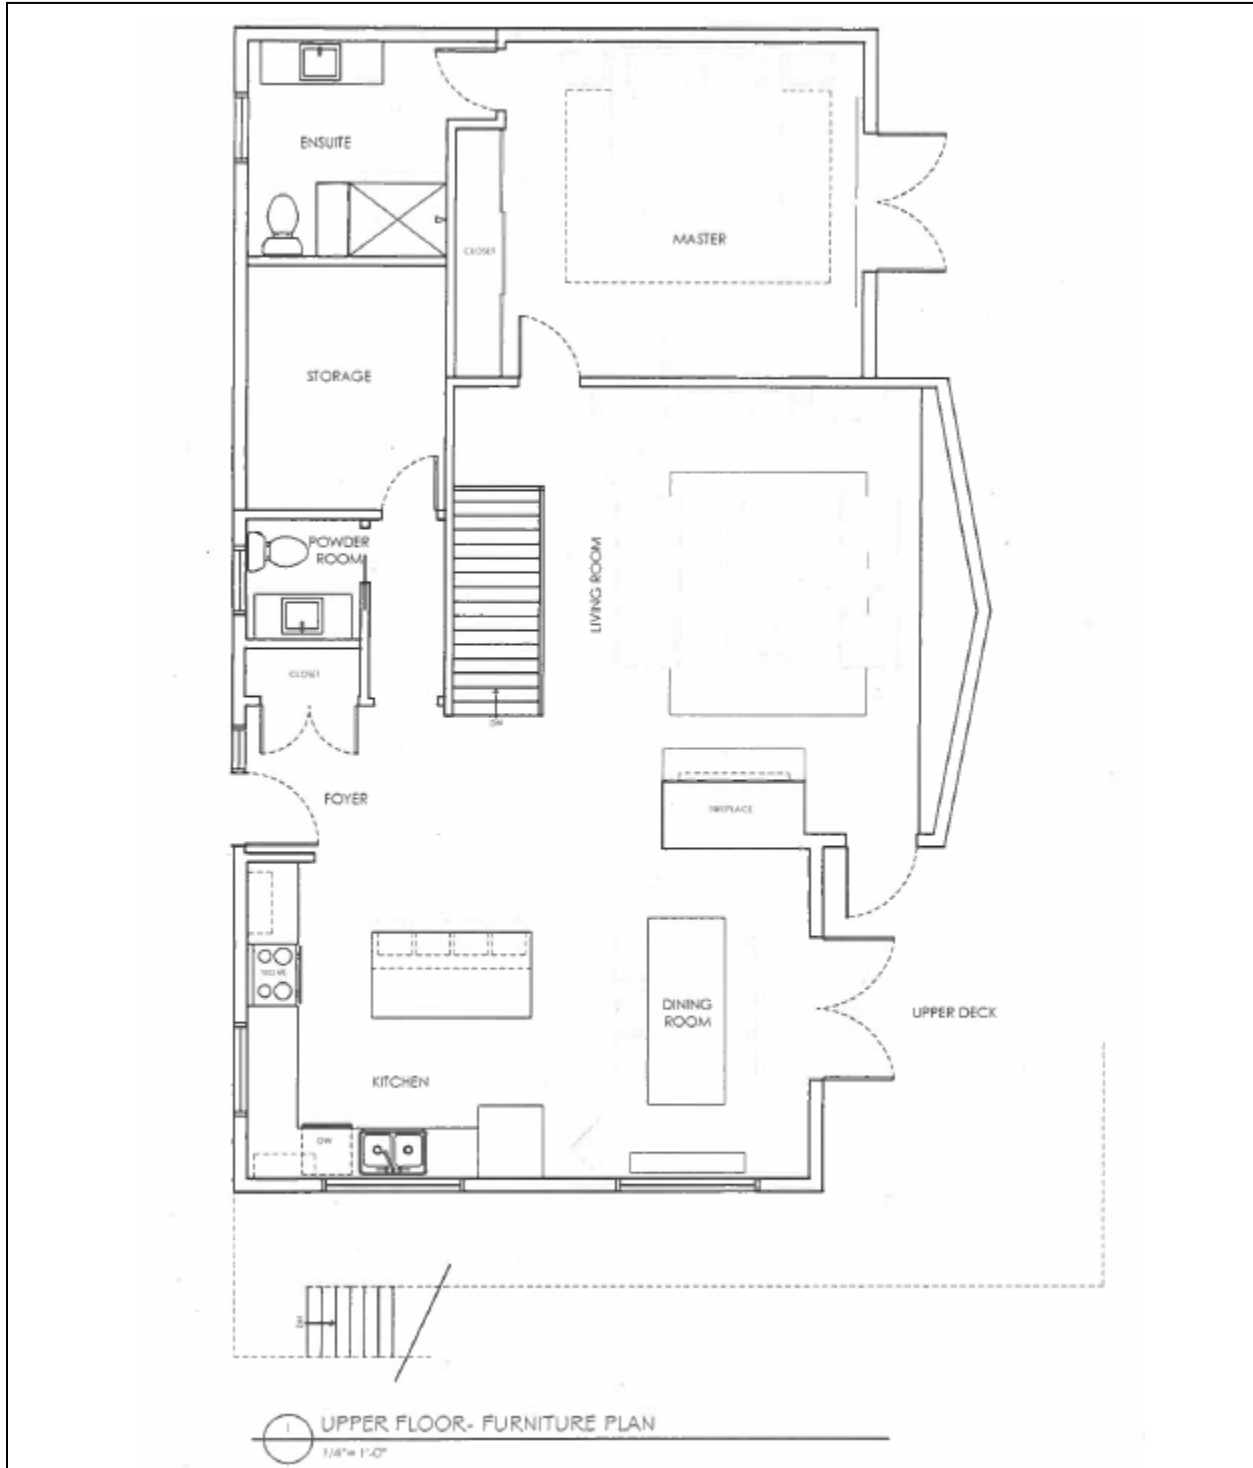 ENSUITE
MASTER
CLOSET
STORAGE
POWDER
ROOM
LIVING ROOM
CLOSET
DN
FOYER
FIREPLACE
DINING
ROOM
UPPER DECK
KITCHEN
DW
DN
1
UPPER FLOOR- FURNITURE PLAN
1/4"= 1'-0"